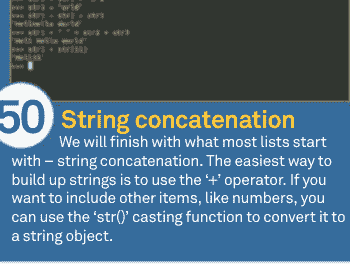 50
String concatenation
We will finish with what most lists start
with – string concatenation. The easiest way to
build up strings is to use the ‘+’ operator. If you
want to include other items, like numbers, you
can use the ‘str()’ casting function to convert it to
a string object.